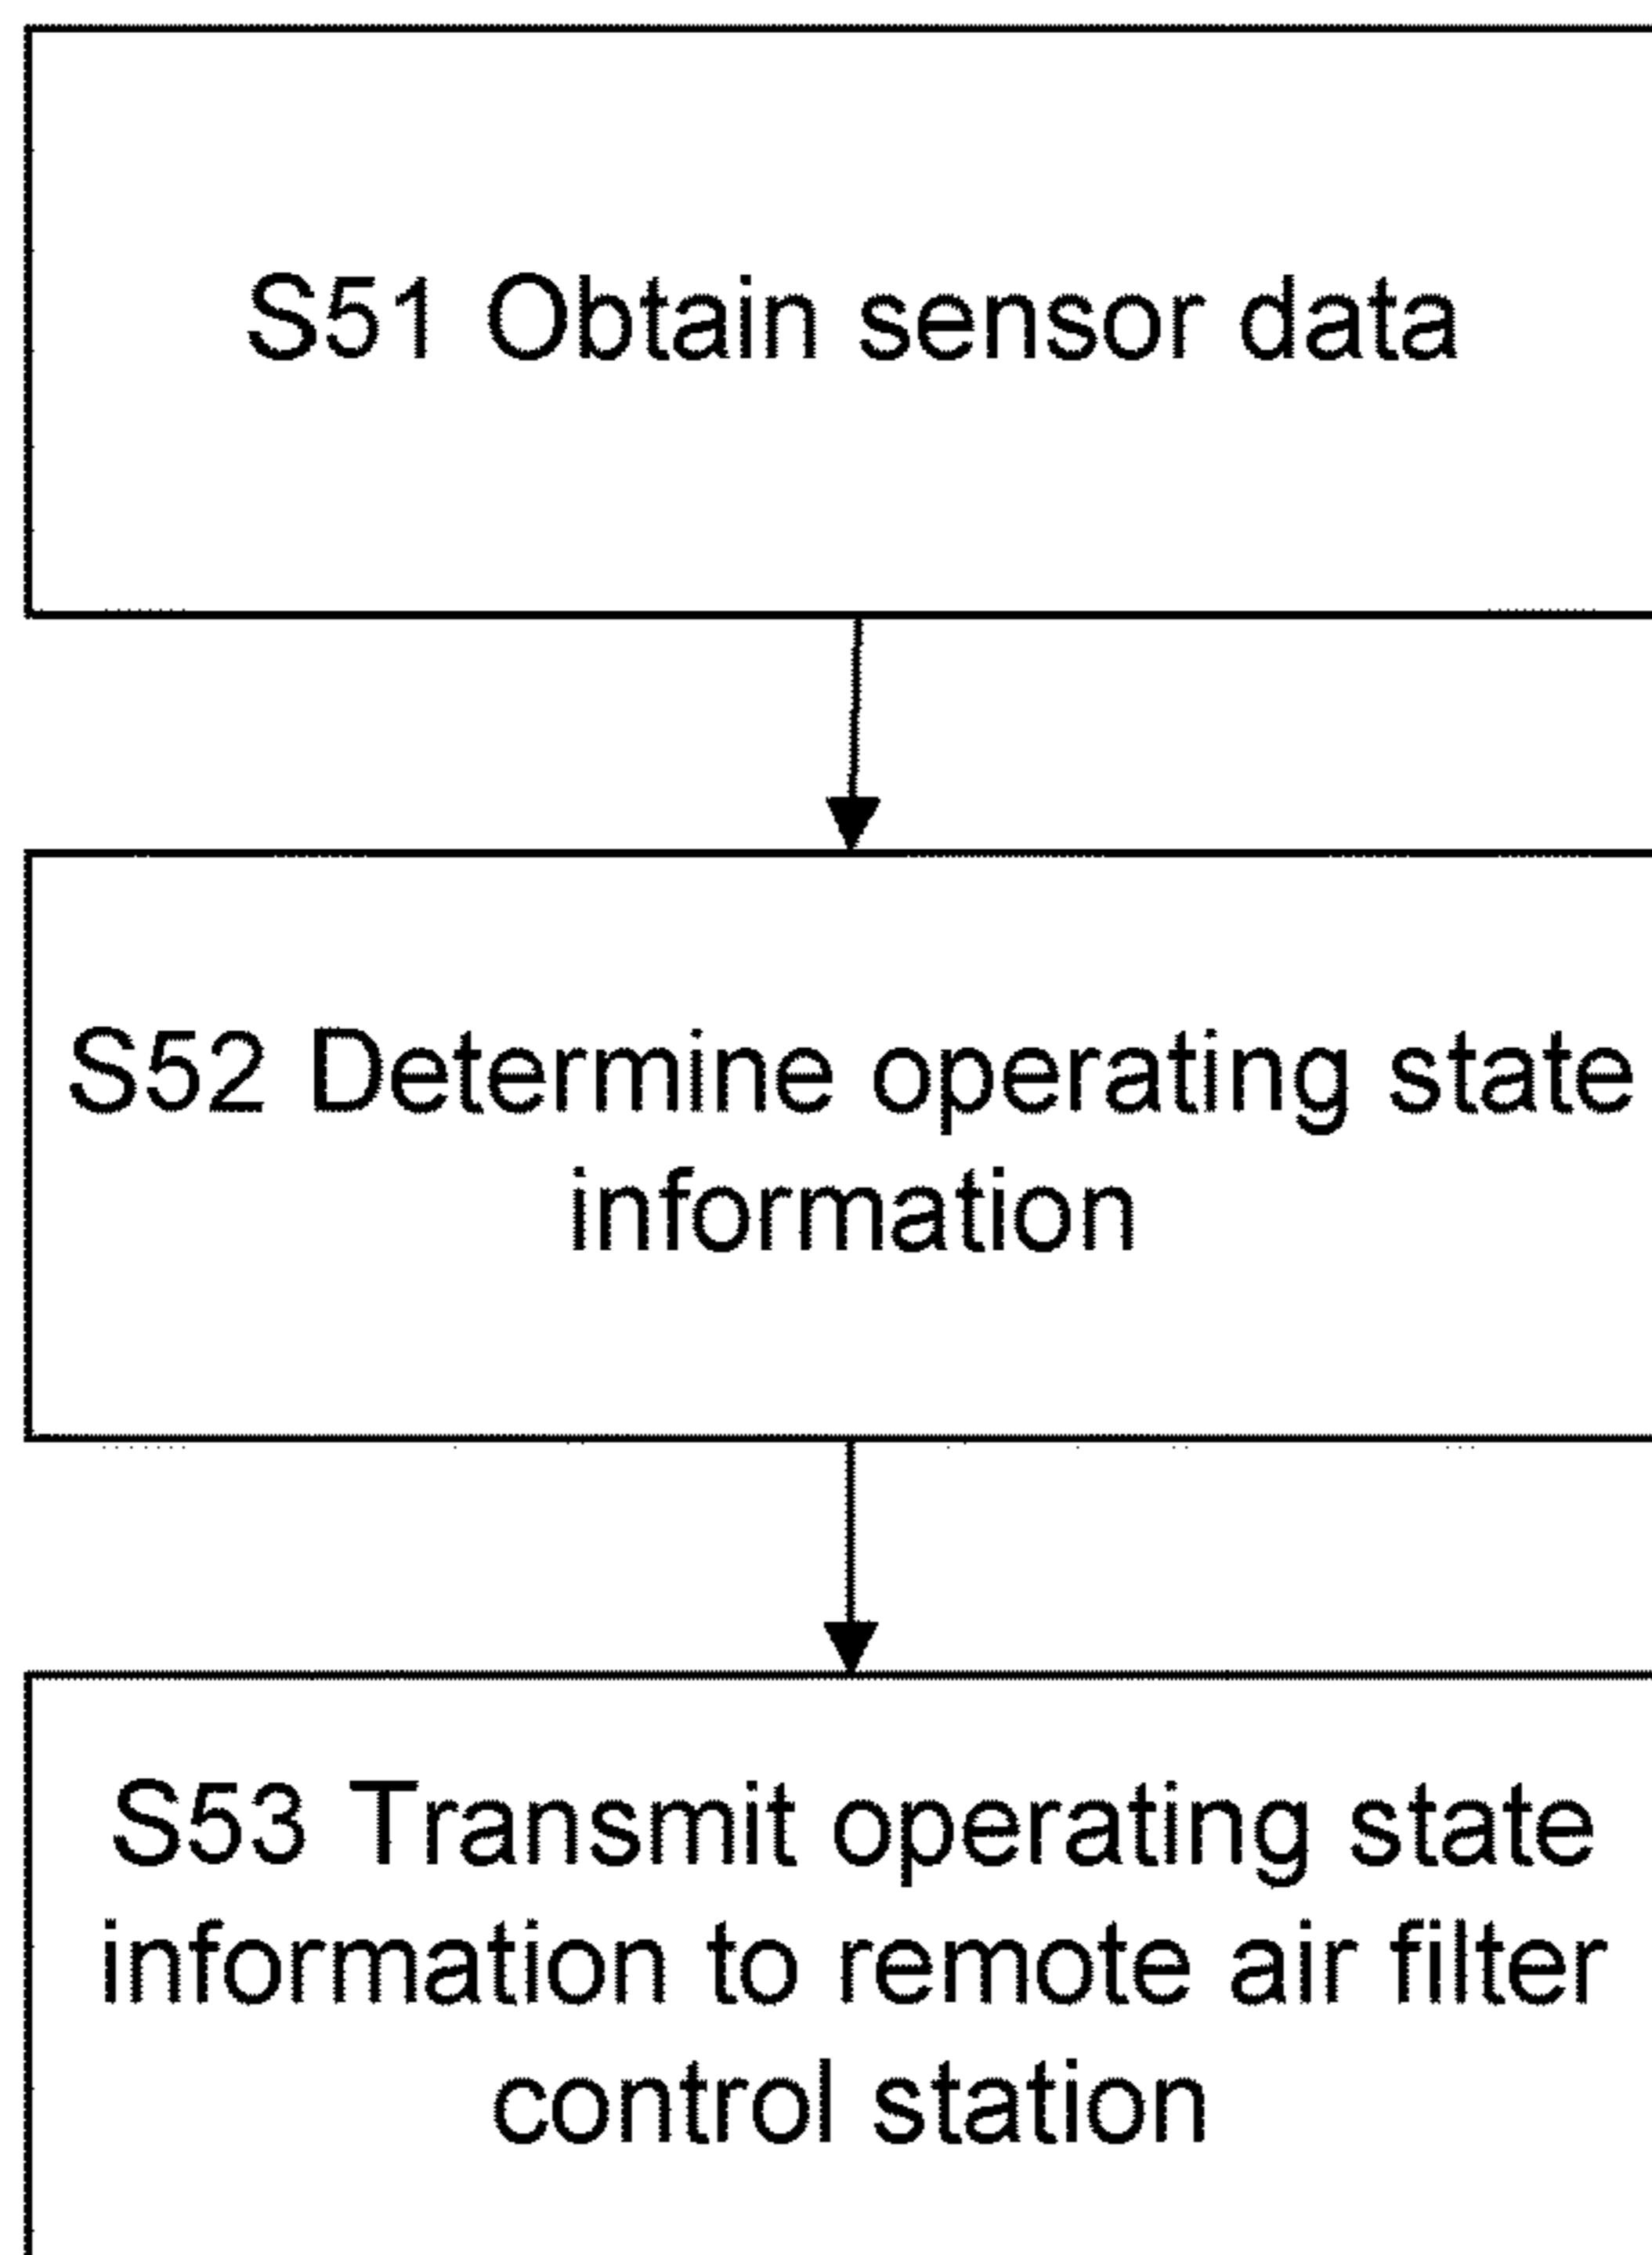 S51 Obtain sensor data
S52 Determine operating state
information
S53 Transmit operating state
information to remote air filter
control station